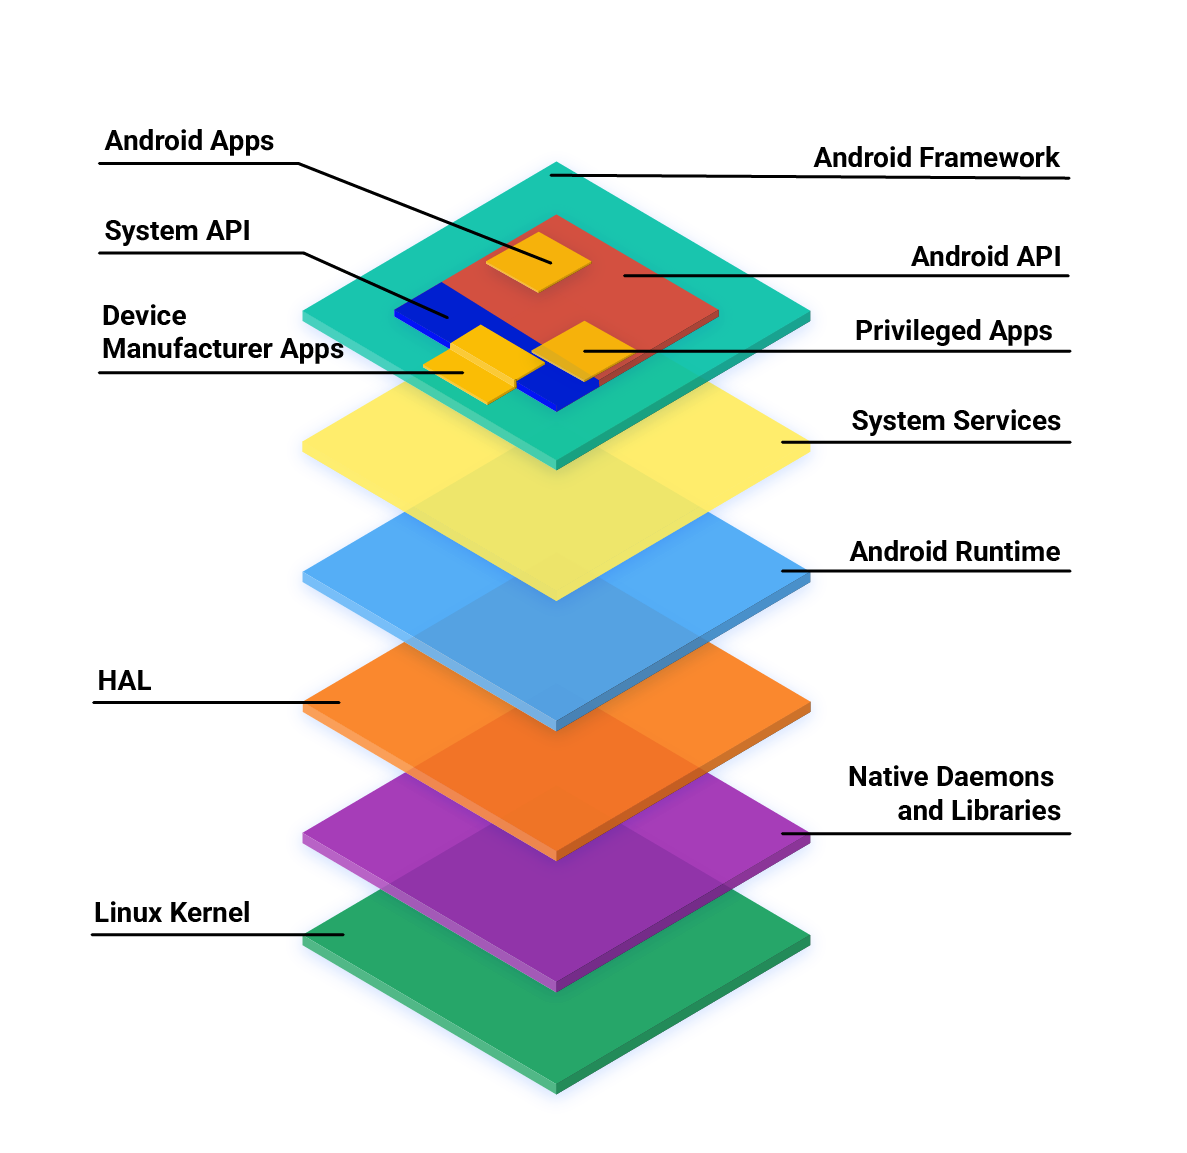 Android Apps
Android Framework
System API
Android API
Device
Manufacturer Apps
Privileged Apps
System Services
Android Runtime
HAL
Native Daemons
and Libraries
Linux Kernel